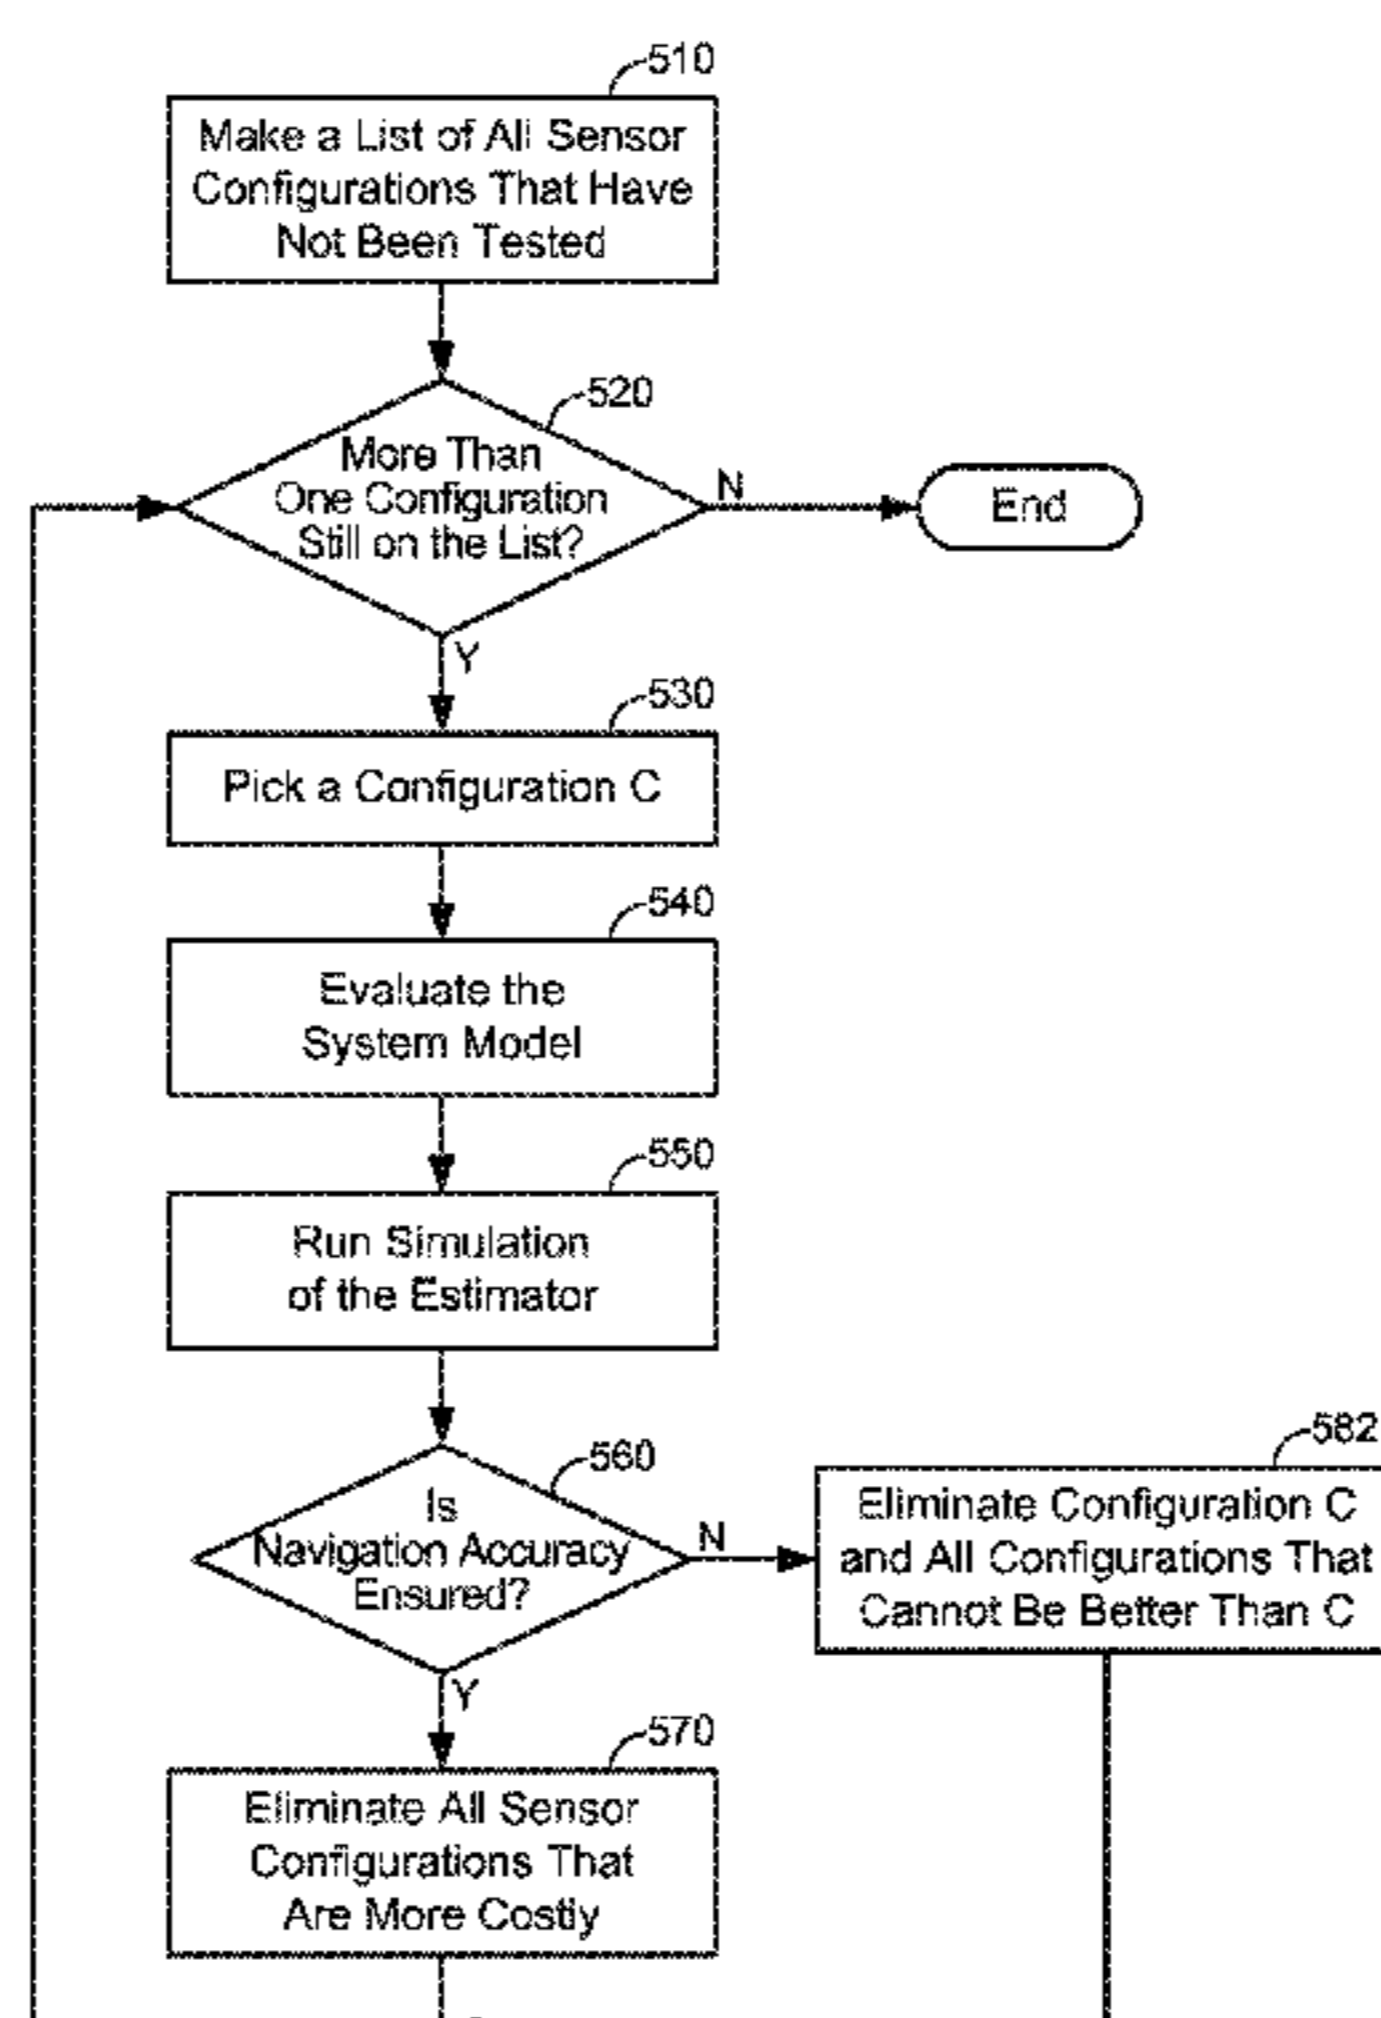 510
Make a List of All Sensor
Configurations That Have
Not Been Tested
520
More Than
One Configuration
Still on the List?
N
End
Y
530
Pick a Configuration C
540
Evaluate the
System Model
550
Run Simulation
of the Estimator
560
Is
Navigation Accuracy
Ensured?
N
582
Eliminate Configuration C
and All Configurations That
Cannot Be Better Than C
Y
570
Eliminate All Sensor
Configurations That
Are More Costly